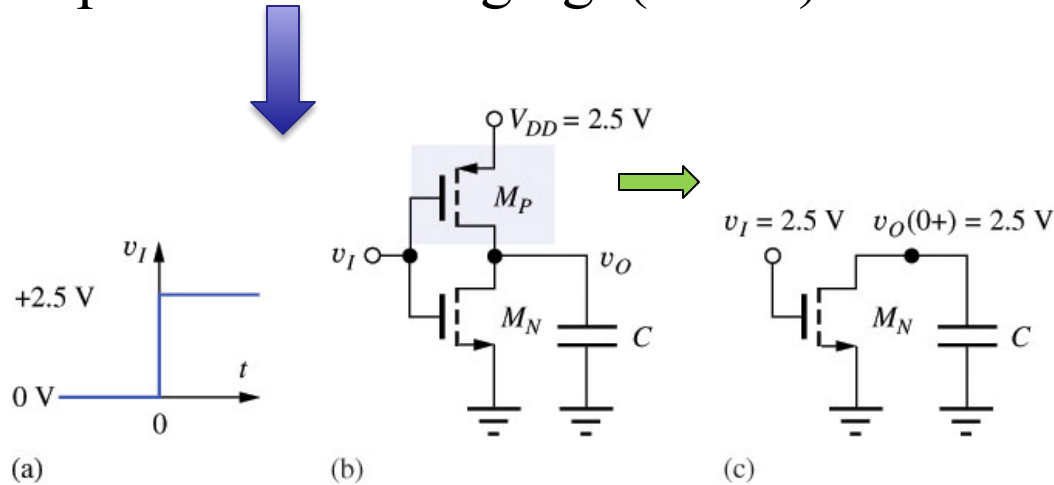 V_DD = 2.5 V
M_P
v_I = 2.5 V v_O(0+) = 2.5 V
v_I
v_I
v_O
+2.5 V
M_N
M_N
C
C
t
0 V
0
(a)
(b)
(c)